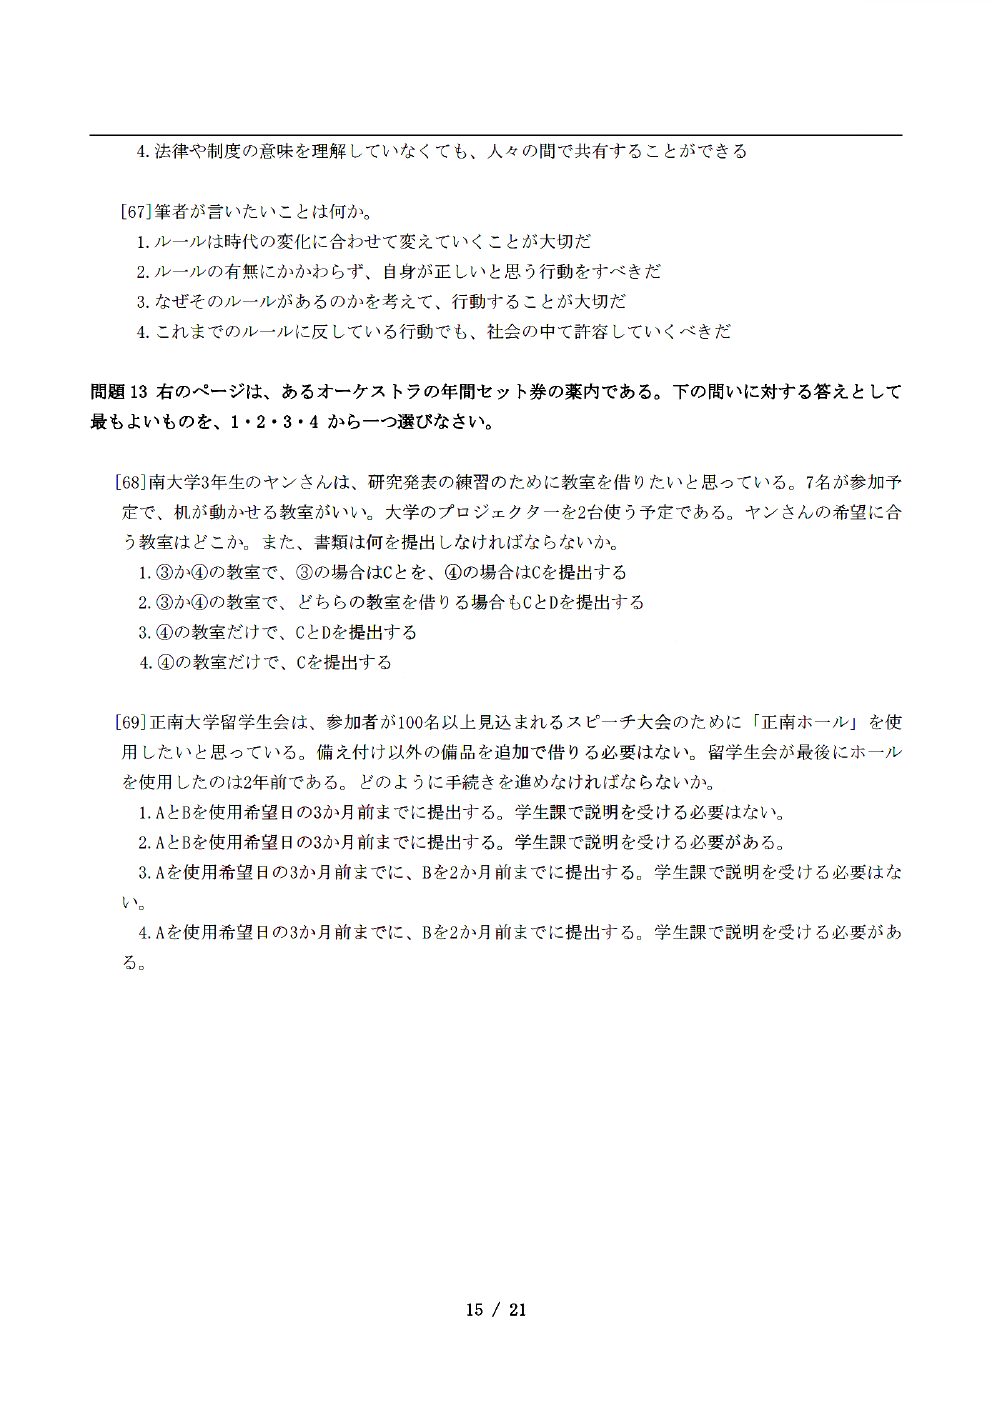 4.法律や制度の意味を理解していなくても、人々の間で共有することができる
[67]筆者が言いたいことは何か。
1.ルールは時代の変化に合わせて変えていくことが大切だ
2.ルールの有無にかかわらず、自身が正しいと思う行動をすべきだ
3.なぜそのルールがあるのかを考えて、行動することが大切だ
4.これまでのルールに反している行動でも、社会の中て許容していくべきだ
問題 13 右のページは、あるオーケストラの年間セット券の薬内である。下の問いに対する答えとして
最もよいものを、1・2・3・4 から一つ選びなさい。
[68]南大学3年生のヤンさんは、研究発表の練習のために教室を借りたいと思っている。7名が参加予
定で、机が動かせる教室がいい。大学のプロジェクターを2台使う予定である。ヤンさんの希望に合
う教室はどこか。また、書類は何を提出しなければならないか。
1.③か④の教室で、③の場合はCとを、④の場合はCを提出する
2.③か④の教室で、どちらの教室を借りる場合もCとDを提出する
3.④の教室だけで、CとDを提出する
4.④の教室だけで、Cを提出する
[69]正南大学留学生会は、参加者が100名以上見込まれるスピーチ大会のために「正南ホール」を使
用したいと思っている。備え付け以外の備品を追加で借りる必要はない。留学生会が最後にホール
を使用したのは2年前である。どのように手続きを進めなければならないか。
1.AとBを使用希望日の3か月前までに提出する。学生課で説明を受ける必要はない。
2.AとBを使用希望日の3か月前までに提出する。学生課で説明を受ける必要がある。
3.Aを使用希望日の3か月前までに、Bを2か月前までに提出する。学生課で説明を受ける必要はな
い。
4.Aを使用希望日の3か月前までに、Bを2か月前までに提出する。学生課で説明を受ける必要があ
る。
15 / 21